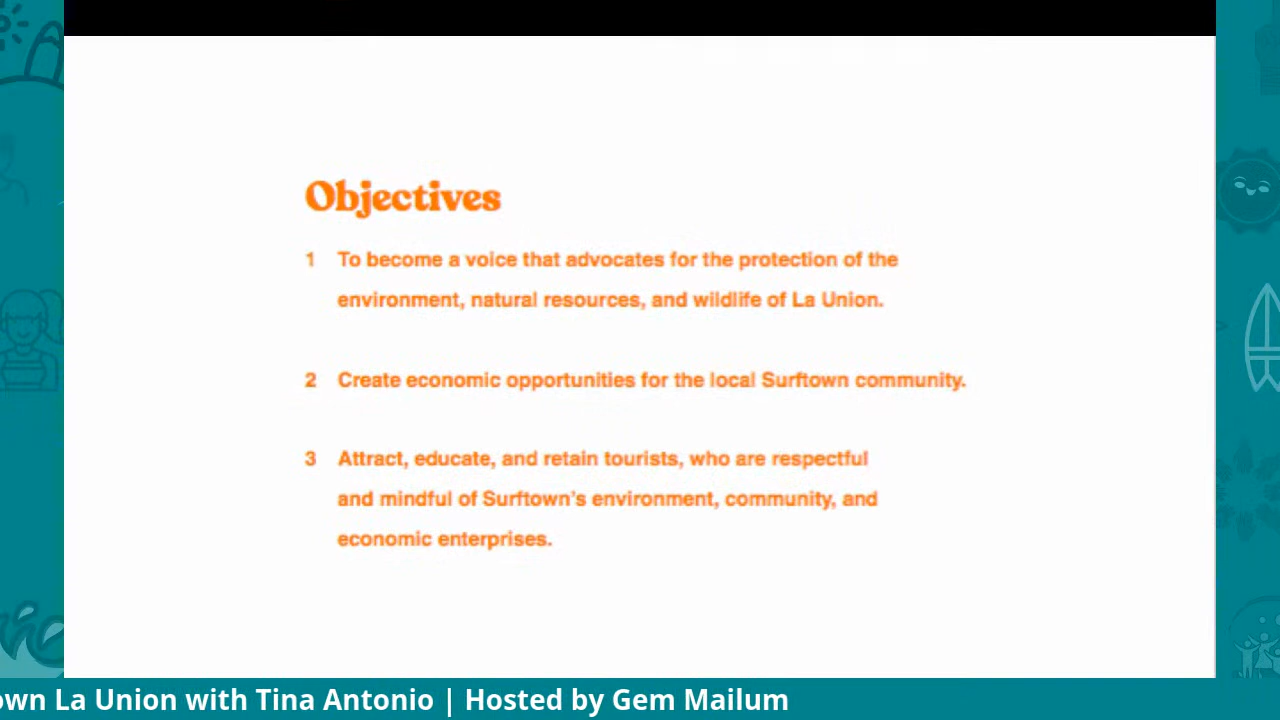 Objectives
1 To become a voice that advocates for the protection of the
environment, natural resources, and wildlife of La Union.
2 Create economic opportunities for the local Surftown community.
3 Attract, educate, and retain tourists, who are respectful
and mindful of Surftown's environment, community, and
economic enterprises.
La Union with Tina Antonio | Hosted by Gem Mailum